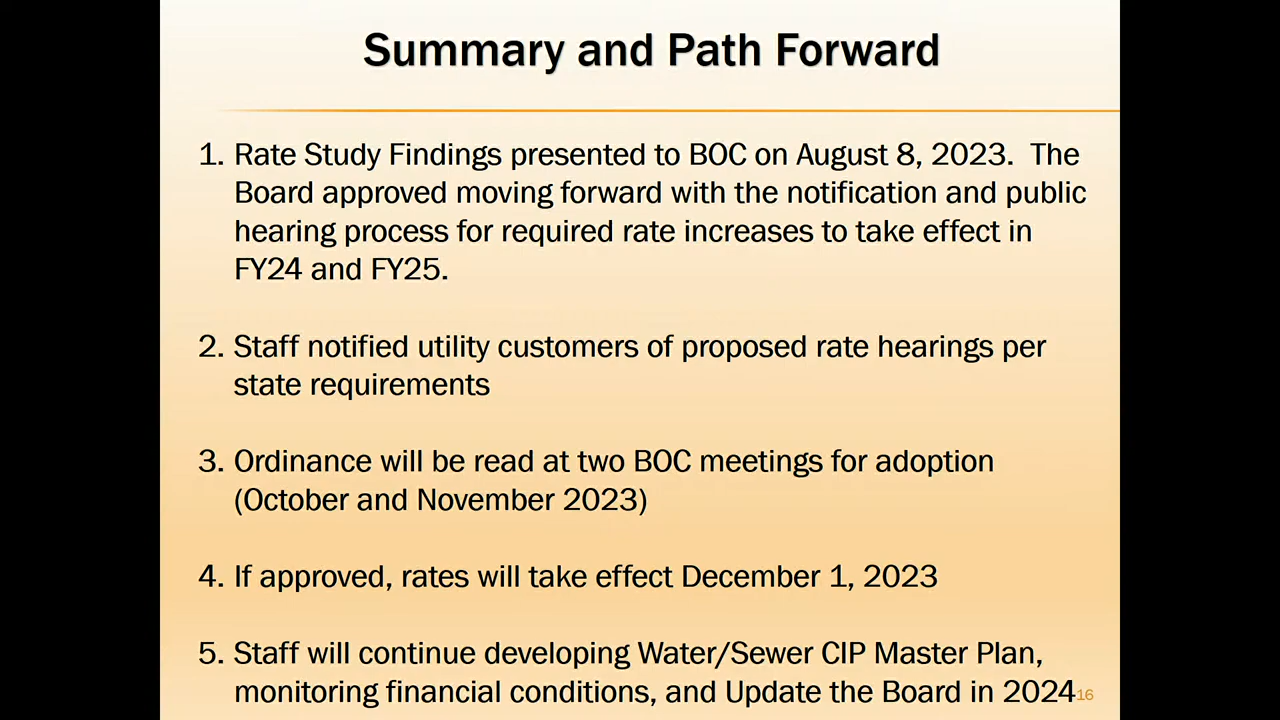 Summary and Path Forward
1. Rate Study Findings presented to BOC on August 8, 2023.  The
Board approved moving forward with the notification and public
hearing process for required rate increases to take effect in
FY24 and FY25.
2. Staff notified utility customers of proposed rate hearings per
state requirements
3. Ordinance will be read at two BOC meetings for adoption
(October and November 2023)
4. If approved, rates will take effect December 1, 2023
5. Staff will continue developing Water/Sewer CIP Master Plan,
monitoring financial conditions, and Update the Board in 2024
16